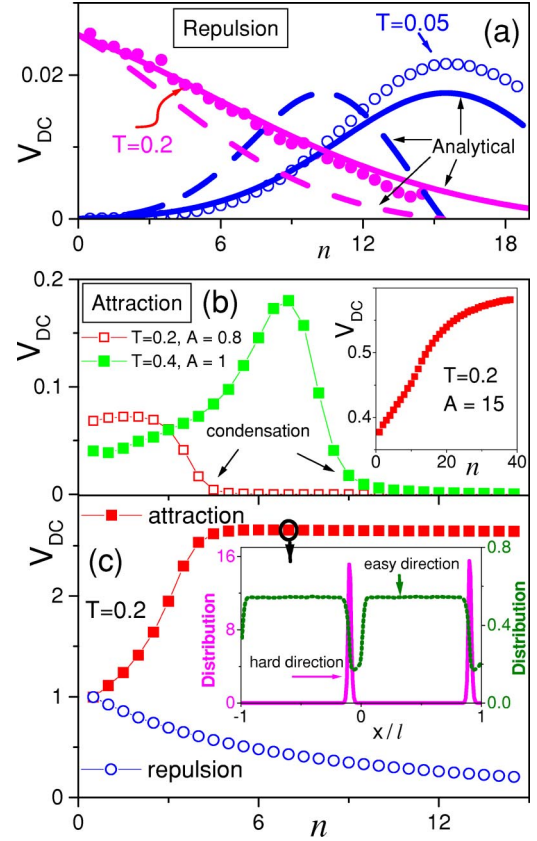 Repulsion
T=0.05
(a)
0.02
V_DC
T=0.2
Analytical
0
0 6 12 18
n
0.2
Attraction
(b)
T=0.2, A = 0.8
T=0.4, A = 1
V_DC
0.1
condensation
0
V_DC
0.5
0.4
T=0.2
A = 15
0 20 40
n
attraction
V_DC
2
(c)
T=0.2
1
repulsion
0
0 6 12
n
16
8
0
Distribution
easy direction
hard direction
0.8
0.4
0.0
Distribution
-1 0 1
x/l